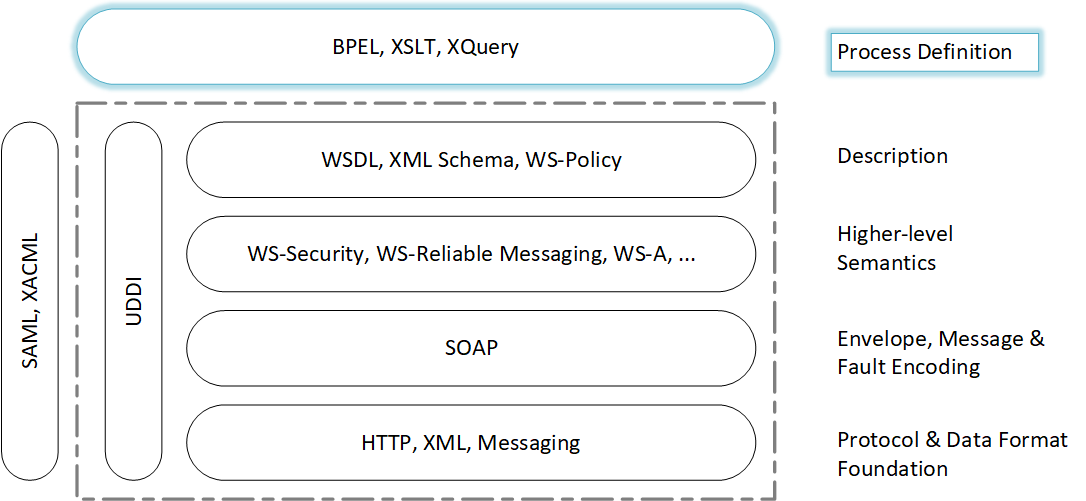 BPEL, XSLT, XQuery
Process Definition
SAML, XACML
UDDI
WSDL, XML Schema, WS-Policy
Description
WS-Security, WS-Reliable Messaging, WS-A, ...
Higher-level
Semantics
SOAP
Envelope, Message &
Fault Encoding
HTTP, XML, Messaging
Protocol & Data Format
Foundation